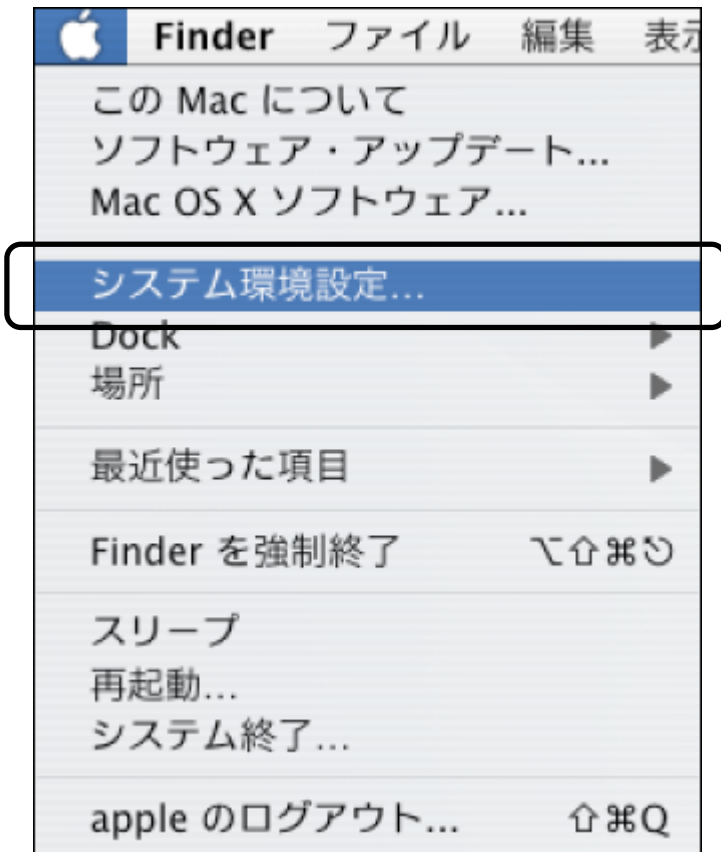 Finder ファイル 編集 表示
この Mac について
ソフトウェア・アップデート...
Mac OS X ソフトウェア...
システム環境設定...
Dock
場所
最近使った項目
Finder を強制終了 ⌥⇧⌘⎋
スリープ
再起動...
システム終了...
apple のログアウト... ⇧⌘Q